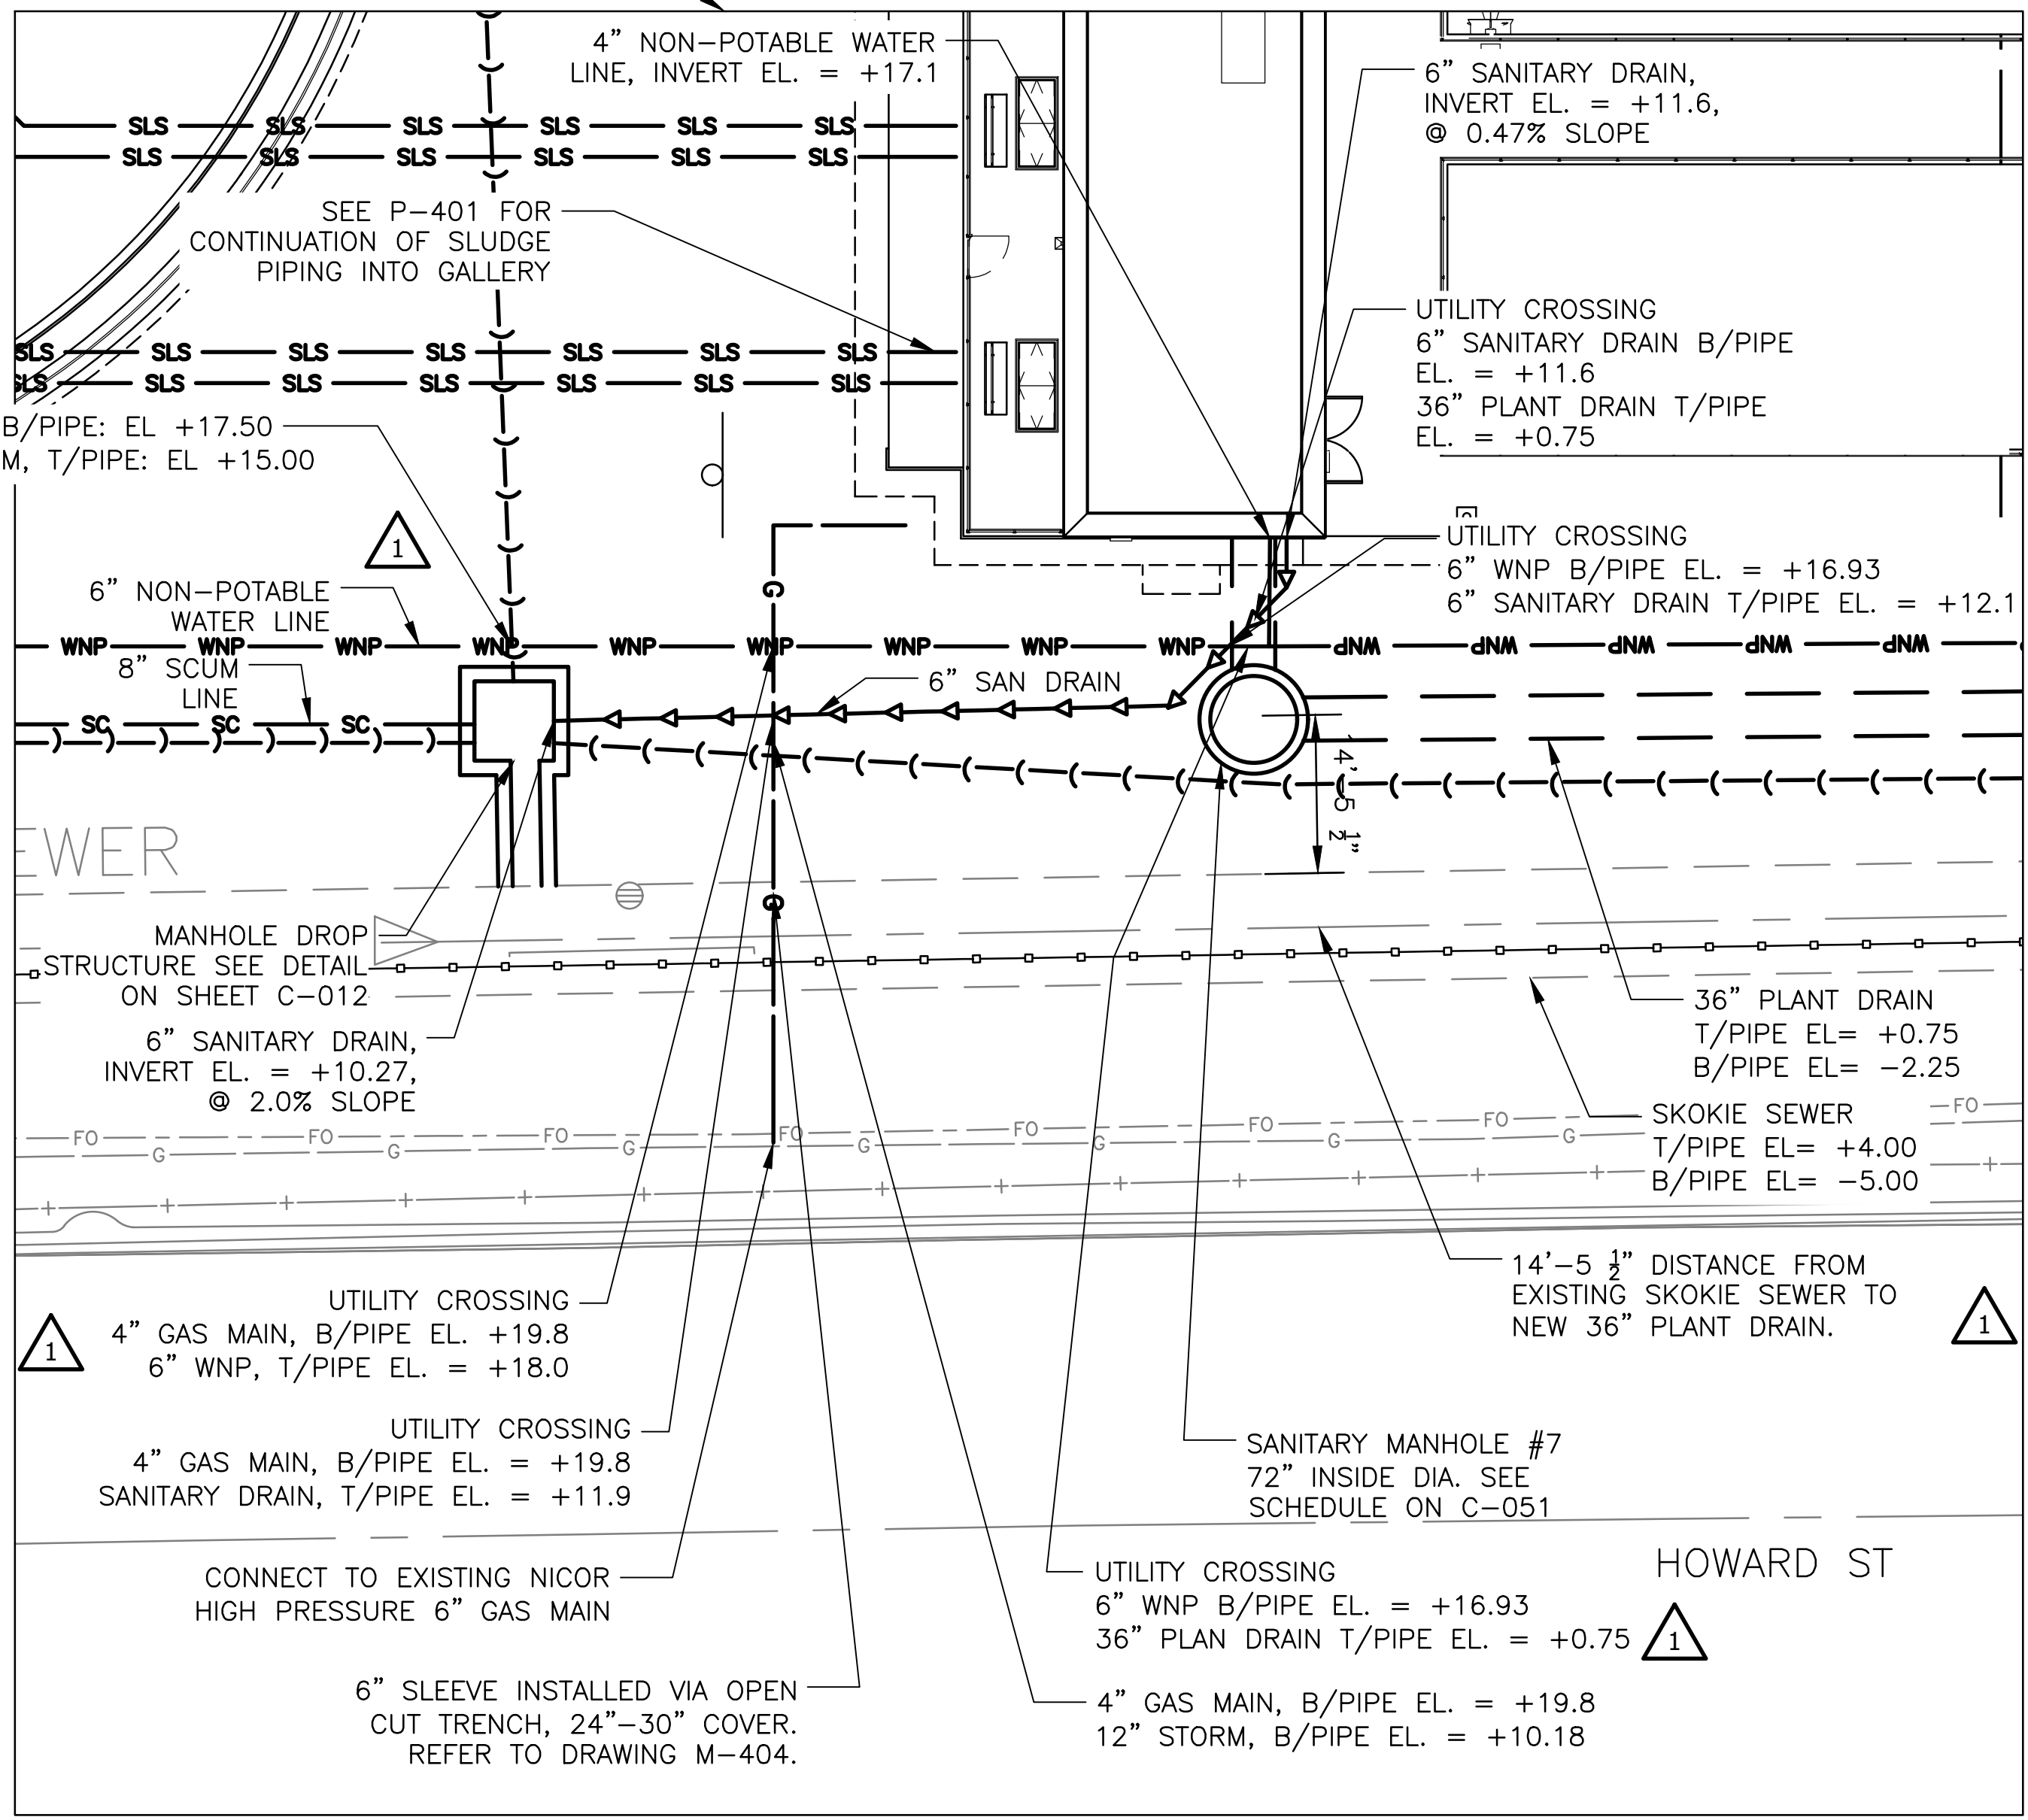 4” NON-POTABLE WATER
LINE, INVERT EL. = +17.1
6” SANITARY DRAIN,
INVERT EL. = +11.6,
@ 0.47% SLOPE
SLS SLS SLS SLS SLS SLS
SLS SLS SLS SLS SLS SLS
SEE P-401 FOR
CONTINUATION OF SLUDGE
PIPING INTO GALLERY
UTILITY CROSSING
6” SANITARY DRAIN B/PIPE
EL. = +11.6
36” PLANT DRAIN T/PIPE
EL. = +0.75
SLS SLS SLS SLS SLS SLS SLS
SLS SLS SLS SLS SLS SLS SLS
B/PIPE: EL +17.50
M, T/PIPE: EL +15.00
1
UTILITY CROSSING
6” WNP B/PIPE EL. = +16.93
6” SANITARY DRAIN T/PIPE EL. = +12.1
6” NON-POTABLE
WATER LINE
G
WNP WNP WNP WNP WNP WNP WNP WNP WNP WNP WNP WNP WNP WNP
8” SCUM
LINE
6” SAN DRAIN
SC SC SC
4'-5 1/2”
EWER
G
MANHOLE DROP
STRUCTURE SEE DETAIL
ON SHEET C-012
6” SANITARY DRAIN,
INVERT EL. = +10.27,
@ 2.0% SLOPE
36” PLANT DRAIN
T/PIPE EL= +0.75
B/PIPE EL= -2.25
SKOKIE SEWER
T/PIPE EL= +4.00
B/PIPE EL= -5.00
FO FO FO FO FO FO FO FO
G G G G G G G
14'-5 1/2” DISTANCE FROM
EXISTING SKOKIE SEWER TO
NEW 36” PLANT DRAIN.
1
UTILITY CROSSING
4” GAS MAIN, B/PIPE EL. +19.8
6” WNP, T/PIPE EL. = +18.0
1
UTILITY CROSSING
4” GAS MAIN, B/PIPE EL. = +19.8
SANITARY DRAIN, T/PIPE EL. = +11.9
SANITARY MANHOLE #7
72” INSIDE DIA. SEE
SCHEDULE ON C-051
HOWARD ST
CONNECT TO EXISTING NICOR
HIGH PRESSURE 6” GAS MAIN
UTILITY CROSSING
6” WNP B/PIPE EL. = +16.93
36” PLAN DRAIN T/PIPE EL. = +0.75
1
6” SLEEVE INSTALLED VIA OPEN
CUT TRENCH, 24”-30” COVER.
REFER TO DRAWING M-404.
4” GAS MAIN, B/PIPE EL. = +19.8
12” STORM, B/PIPE EL. = +10.18